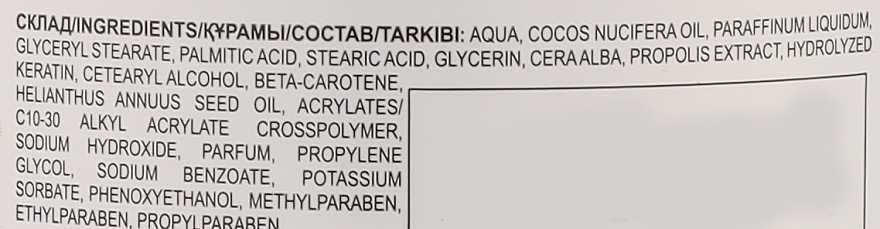 СКЛАД/INGREDIENTS/ҚҰРАМЫ/СОСТАВ/TARKIBI: AQUA, COCOS NUCIFERA OIL, PARAFFINUM LIQUIDUM,
GLYCERYL STEARATE, PALMITIC ACID, STEARIC ACID, GLYCERIN, CERA ALBA, PROPOLIS EXTRACT, HYDROLYZED
KERATIN, CETEARYL ALCOHOL, BETA-CAROTENE,
HELIANTHUS ANNUUS SEED OIL, ACRYLATES/
C10-30 ALKYL ACRYLATE CROSSPOLYMER,
SODIUM HYDROXIDE, PARFUM, PROPYLENE
GLYCOL, SODIUM BENZOATE, POTASSIUM
SORBATE, PHENOXYETHANOL, METHYLPARABEN,
ETHYLPARABEN, PROPYLPARABEN